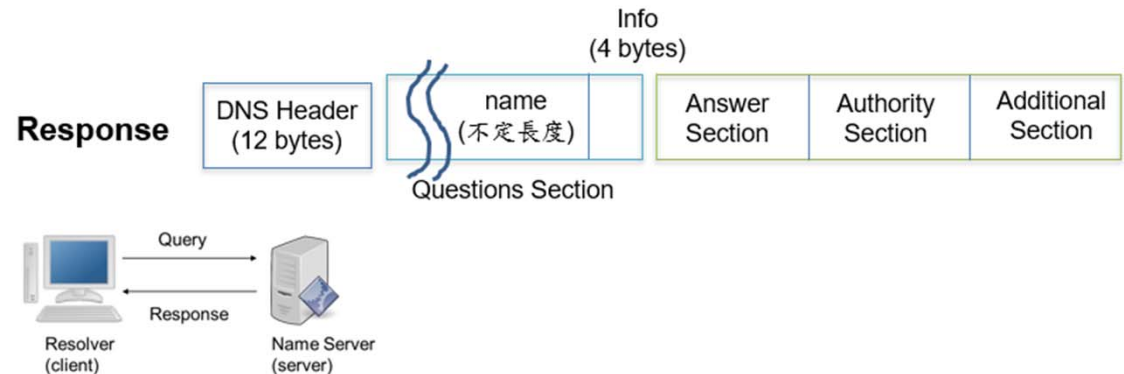 Info
(4 bytes)
Response
DNS Header
(12 bytes)
name
(不定長度)
Answer
Section
Authority
Section
Additional
Section
Questions Section
Query
Response
Resolver
(client)
Name Server
(server)